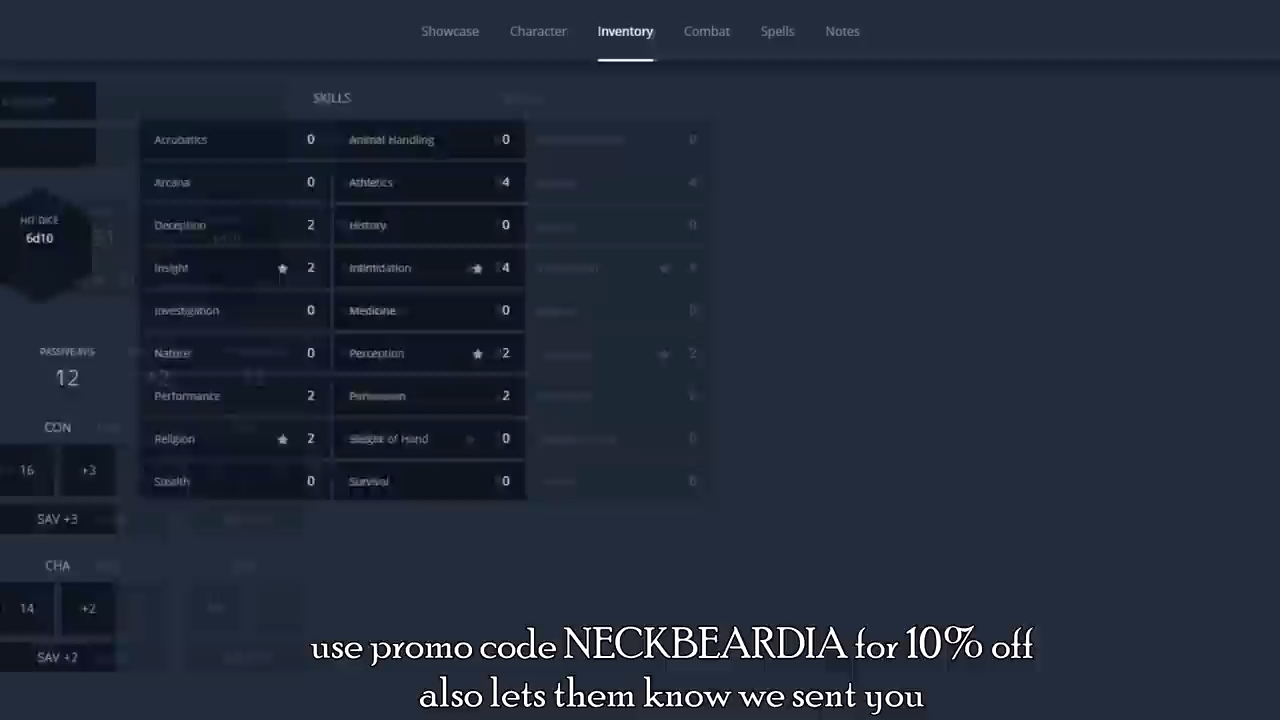 Showcase Character Inventory Combat Spells Notes
SKILLS
Acrobatics 0 Animal Handling 0
Arcana 0 Athletics 4
Deception 2 History 0
HIT DICE
6d10
Insight 2 Intimidation 4
Investigation 0 Medicine 0
Nature 0 Perception 2
PASSIVE INS
12
Performance 2 Persuasion 2
CON
Religion 2 Sleight of Hand 0
16 +3
Stealth 0 Survival 0
SAV +3
CHA
14 +2
SAV +2
use promo code NECKBEARDIA for 10% off
also lets them know we sent you